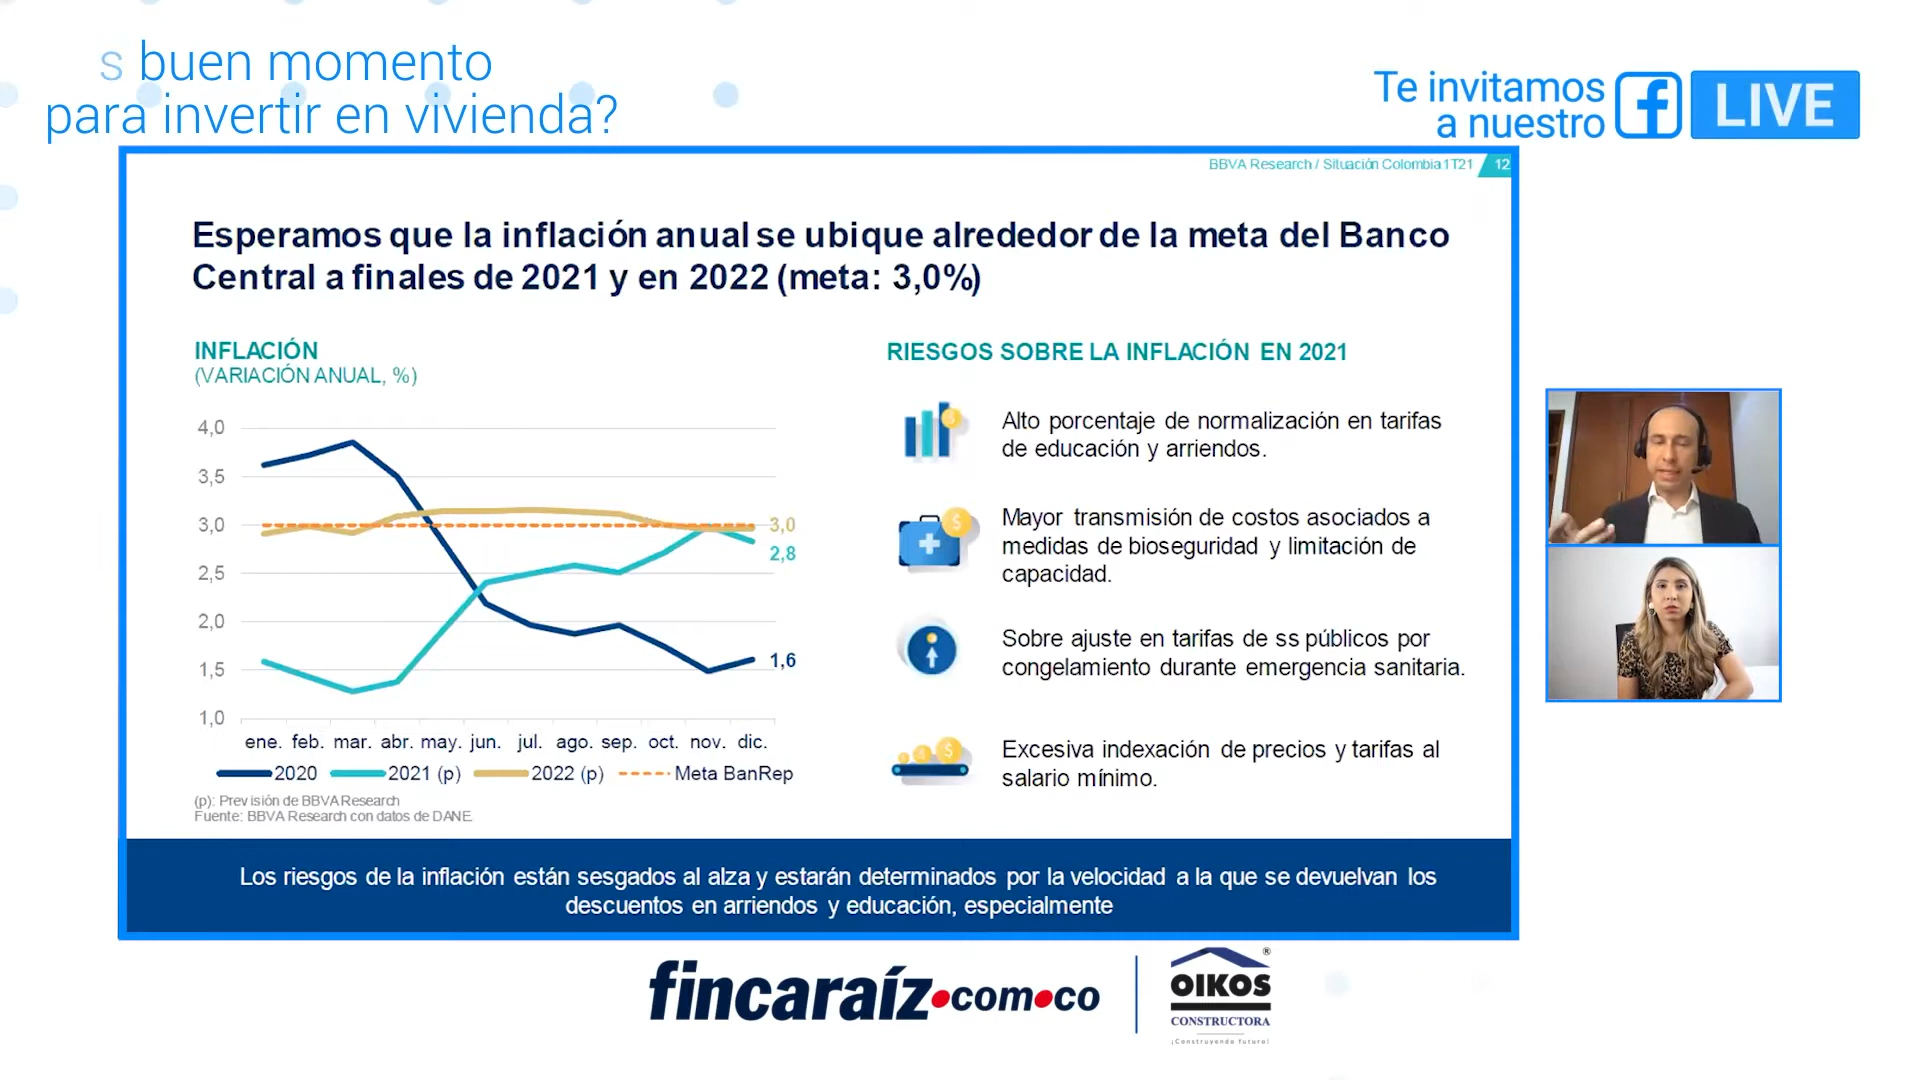 s buen momento
para invertir en vivienda?
Te invitamos
a nuestro
f LIVE
BBVA Research / Situación Colombia 1T21 12
Esperamos que la inflación anual se ubique alrededor de la meta del Banco
Central a finales de 2021 y en 2022 (meta: 3,0%)
INFLACIÓN
(VARIACIÓN ANUAL, %)
4,0
3,5
3,0
2,5
2,0
1,5
1,0
3,0
2,8
1,6
ene. feb. mar. abr. may. jun. jul. ago. sep. oct. nov. dic.
2020 2021 (p) 2022 (p) Meta BanRep
(p): Previsión de BBVA Research
Fuente: BBVA Research con datos de DANE.
RIESGOS SOBRE LA INFLACIÓN EN 2021
Alto porcentaje de normalización en tarifas
de educación y arriendos.
Mayor transmisión de costos asociados a
medidas de bioseguridad y limitación de
capacidad.
Sobre ajuste en tarifas de ss públicos por
congelamiento durante emergencia sanitaria.
Excesiva indexación de precios y tarifas al
salario mínimo.
Los riesgos de la inflación están sesgados al alza y estarán determinados por la velocidad a la que se devuelvan los
descuentos en arriendos y educación, especialmente
fincaraíz.com.co
OIKOS ®
CONSTRUCTORA
¡Construyendo futuro!